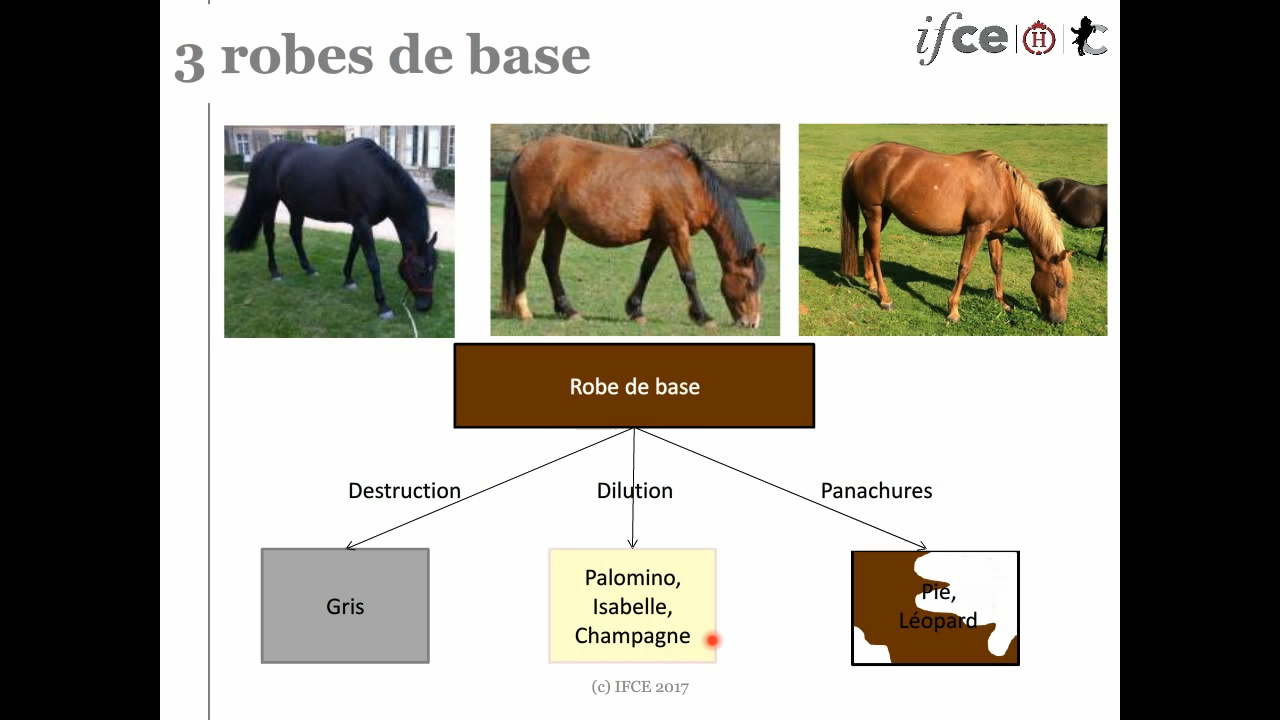 3 robes de base
ifce
H
C
Robe de base
Destruction
Dilution
Panachures
Gris
Palomino,
Isabelle,
Champagne
Pie,
Léopard
(c) IFCE 2017